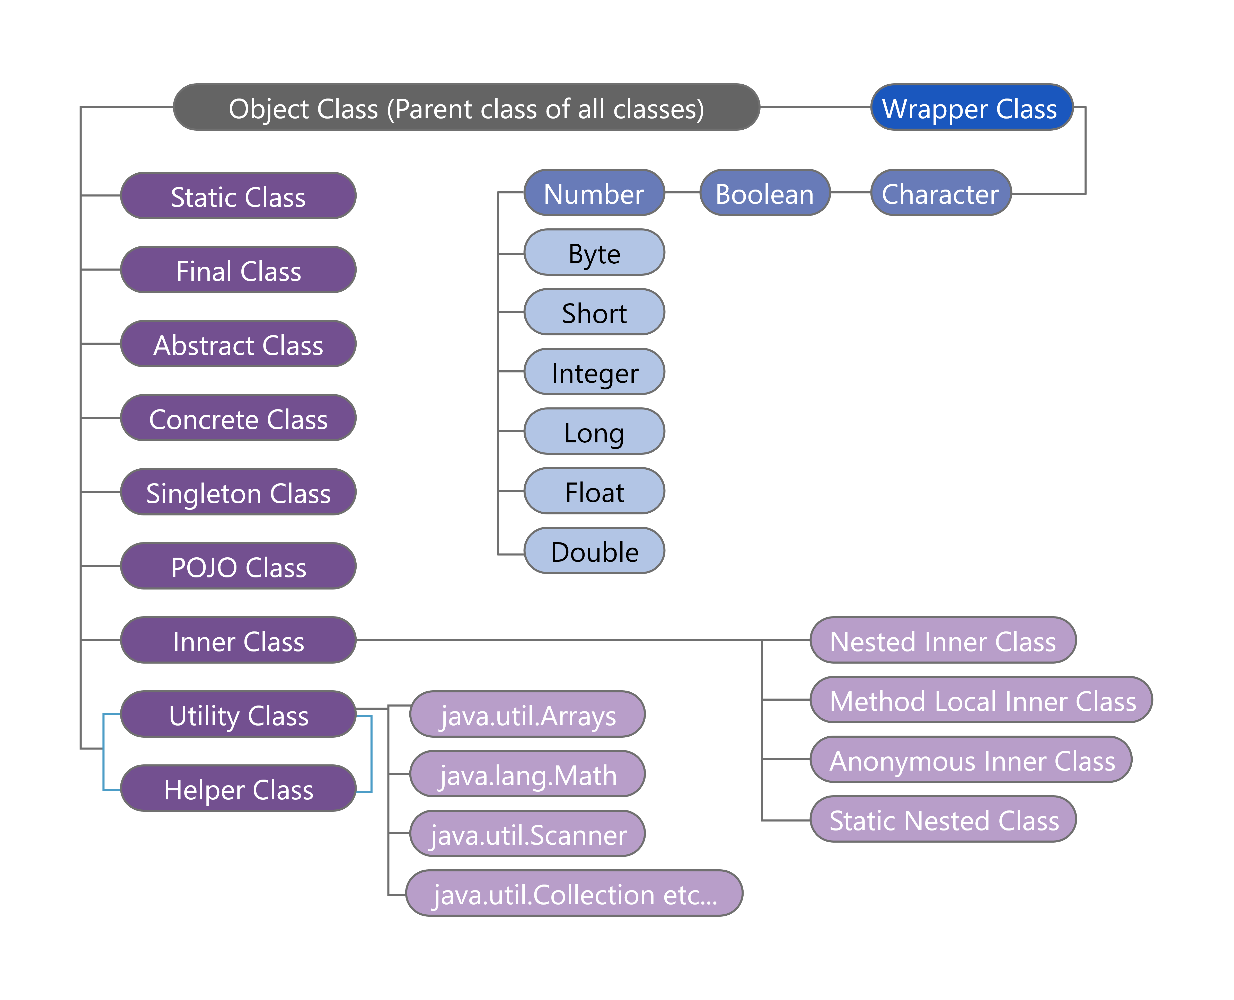 Object Class (Parent class of all classes)
Wrapper Class
Static Class
Number
Boolean
Character
Final Class
Byte
Short
Abstract Class
Integer
Concrete Class
Long
Singleton Class
Float
POJO Class
Double
Inner Class
Nested Inner Class
Method Local Inner Class
Anonymous Inner Class
Static Nested Class
Utility Class
Helper Class
java.util.Arrays
java.lang.Math
java.util.Scanner
java.util.Collection etc...